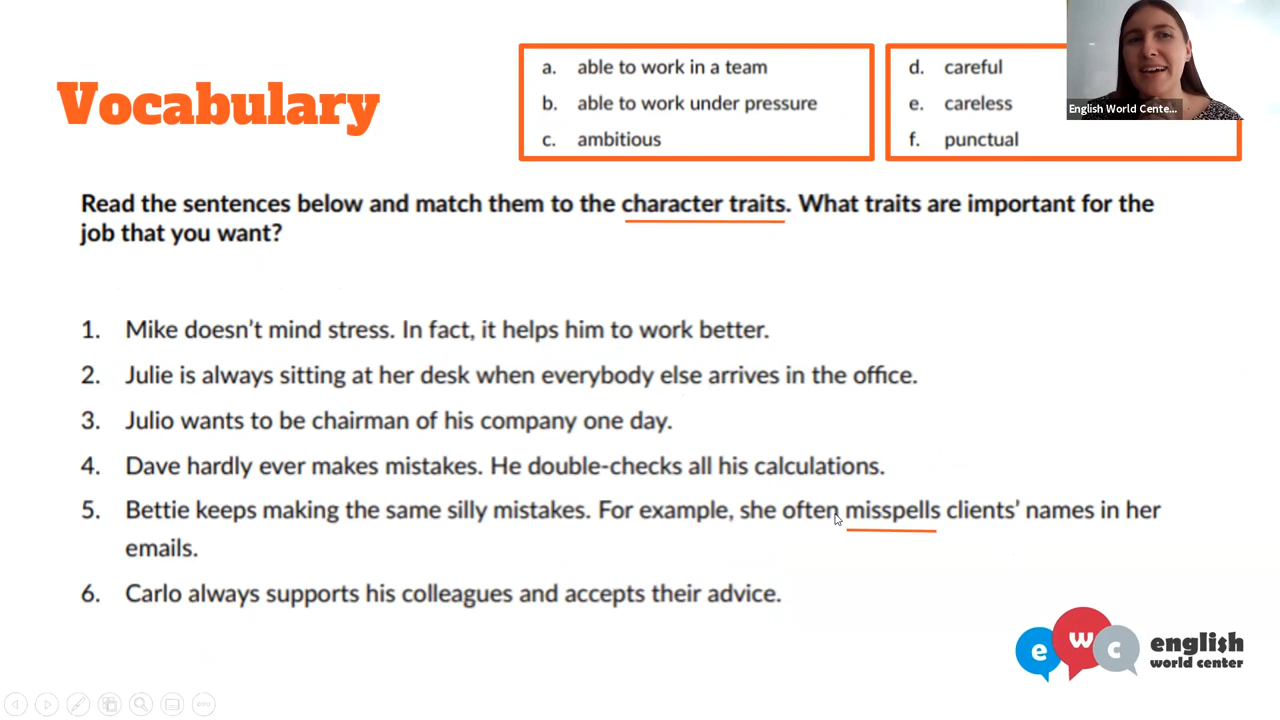 Vocabulary
a. able to work in a team
b. able to work under pressure
c. ambitious
d. careful
e. careless
f. punctual
English World Cente...
Read the sentences below and match them to the character traits. What traits are important for the
job that you want?
1. Mike doesn't mind stress. In fact, it helps him to work better.
2. Julie is always sitting at her desk when everybody else arrives in the office.
3. Julio wants to be chairman of his company one day.
4. Dave hardly ever makes mistakes. He double-checks all his calculations.
5. Bettie keeps making the same silly mistakes. For example, she often misspells clients' names in her
emails.
6. Carlo always supports his colleagues and accepts their advice.
e w c
english
world center